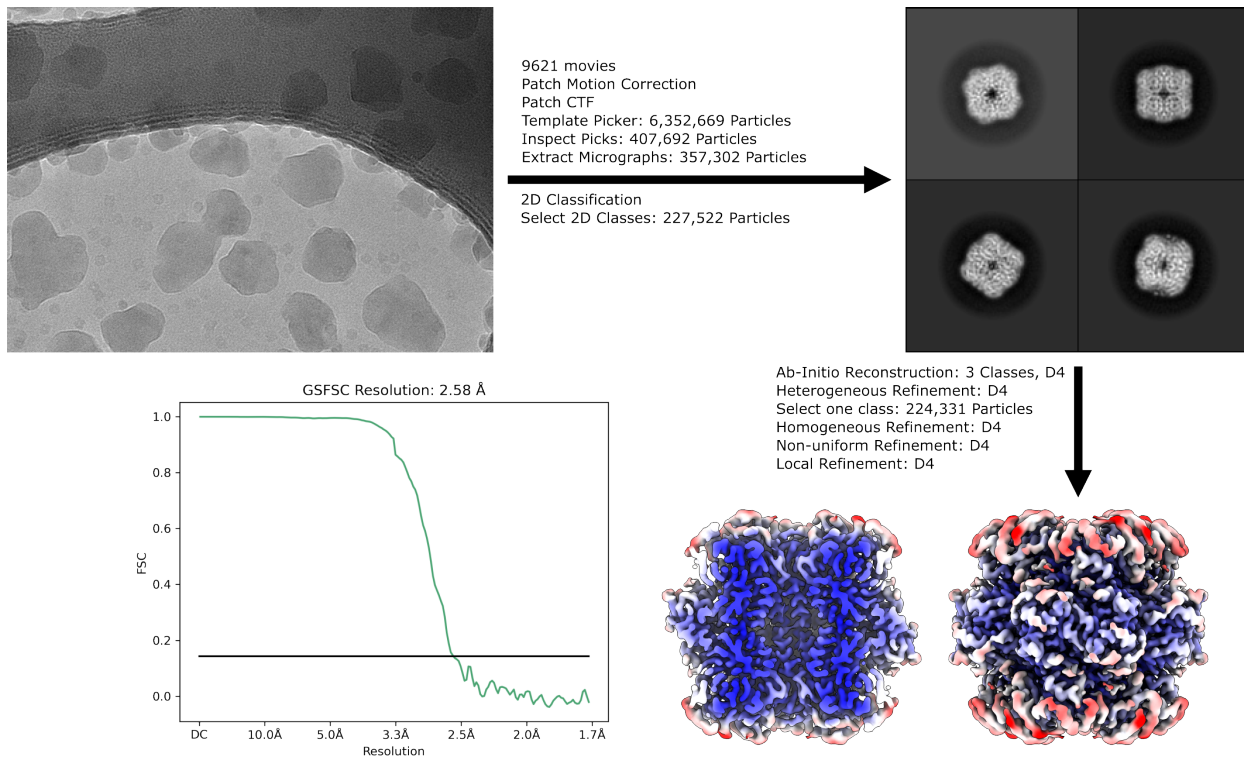 9621 movies
Patch Motion Correction
Patch CTF
Template Picker: 6,352,669 Particles
Inspect Picks: 407,692 Particles
Extract Micrographs: 357,302 Particles
2D Classification
Select 2D Classes: 227,522 Particles
Ab-Initio Reconstruction: 3 Classes, D4
Heterogeneous Refinement: D4
Select one class: 224,331 Particles
Homogeneous Refinement: D4
Non-uniform Refinement: D4
Local Refinement: D4
GSFSC Resolution: 2.58 Å
1.0
0.8
0.6
0.4
0.2
0.0
FSC
DC 10.0Å 5.0Å 3.3Å 2.5Å 2.0Å 1.7Å
Resolution